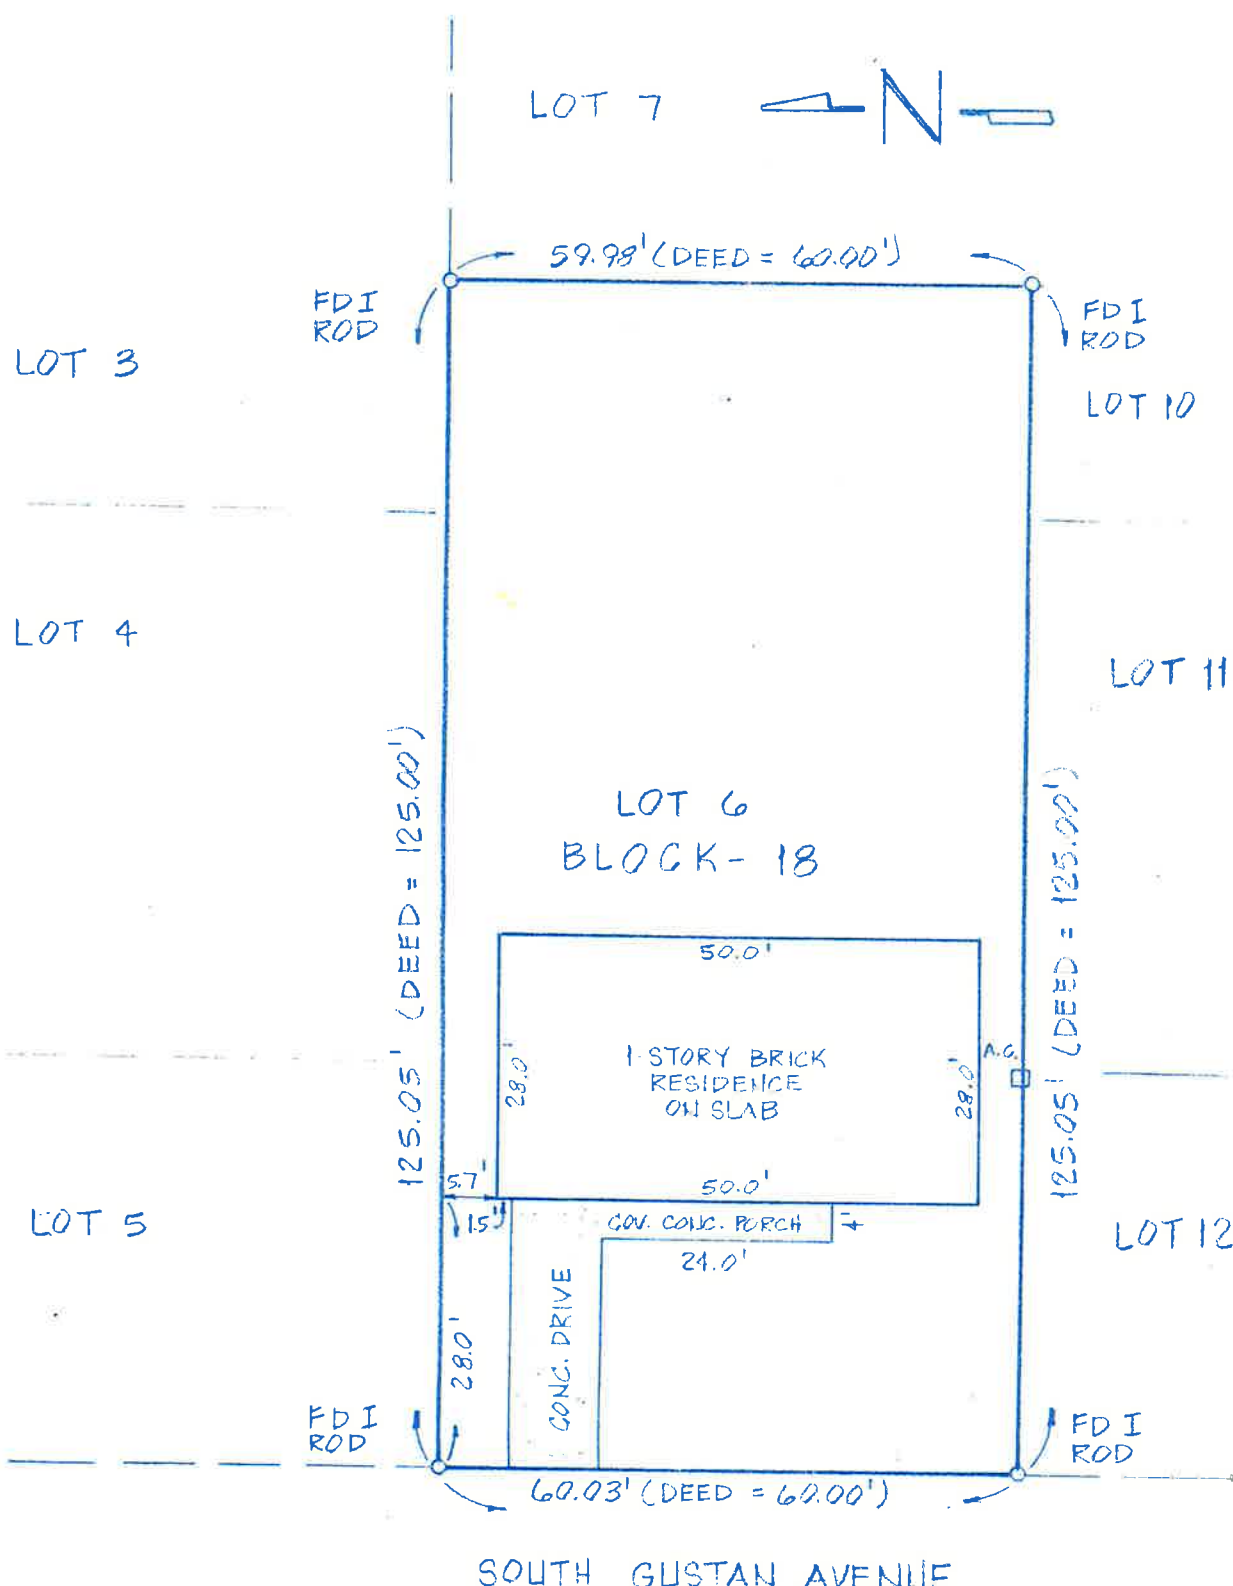 LOT 7
N
59.98' (DEED = 60.00')
FD I
ROD
FD I
ROD
LOT 3
LOT 10
LOT 4
LOT 11
125.05' (DEED = 125.00')
LOT 6
BLOCK - 18
125.05' (DEED = 125.00')
50.0'
28.0'
1-STORY BRICK
RESIDENCE
ON SLAB
28.0'
A.C.
5.7'
50.0'
1.5'
COV. CONC. PORCH
4'
24.0'
LOT 5
LOT 12
28.0'
CONC. DRIVE
FD I
ROD
FD I
ROD
60.03' (DEED = 60.00')
SOUTH GUSTAN AVENUE